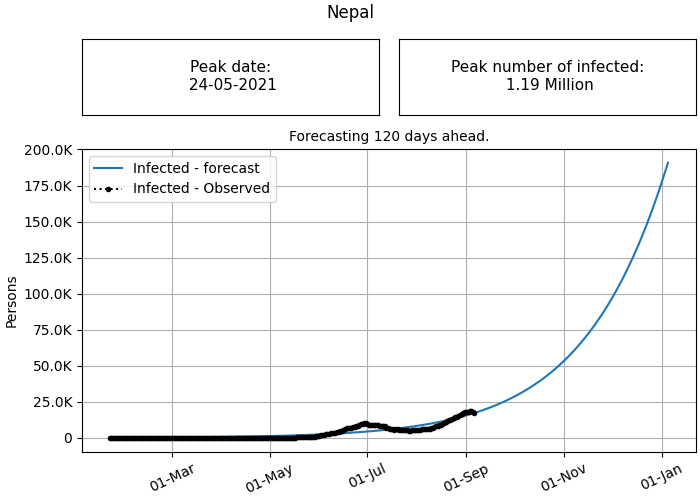 Nepal
Peak date:
24-05-2021
Peak number of infected:
1.19 Million
Forecasting 120 days ahead.
200.0K
175.0K
150.0K
125.0K
100.0K
75.0K
50.0K
25.0K
0
Persons
Infected - forecast
Infected - Observed
01-Mar
01-May
01-Jul
01-Sep
01-Nov
01-Jan